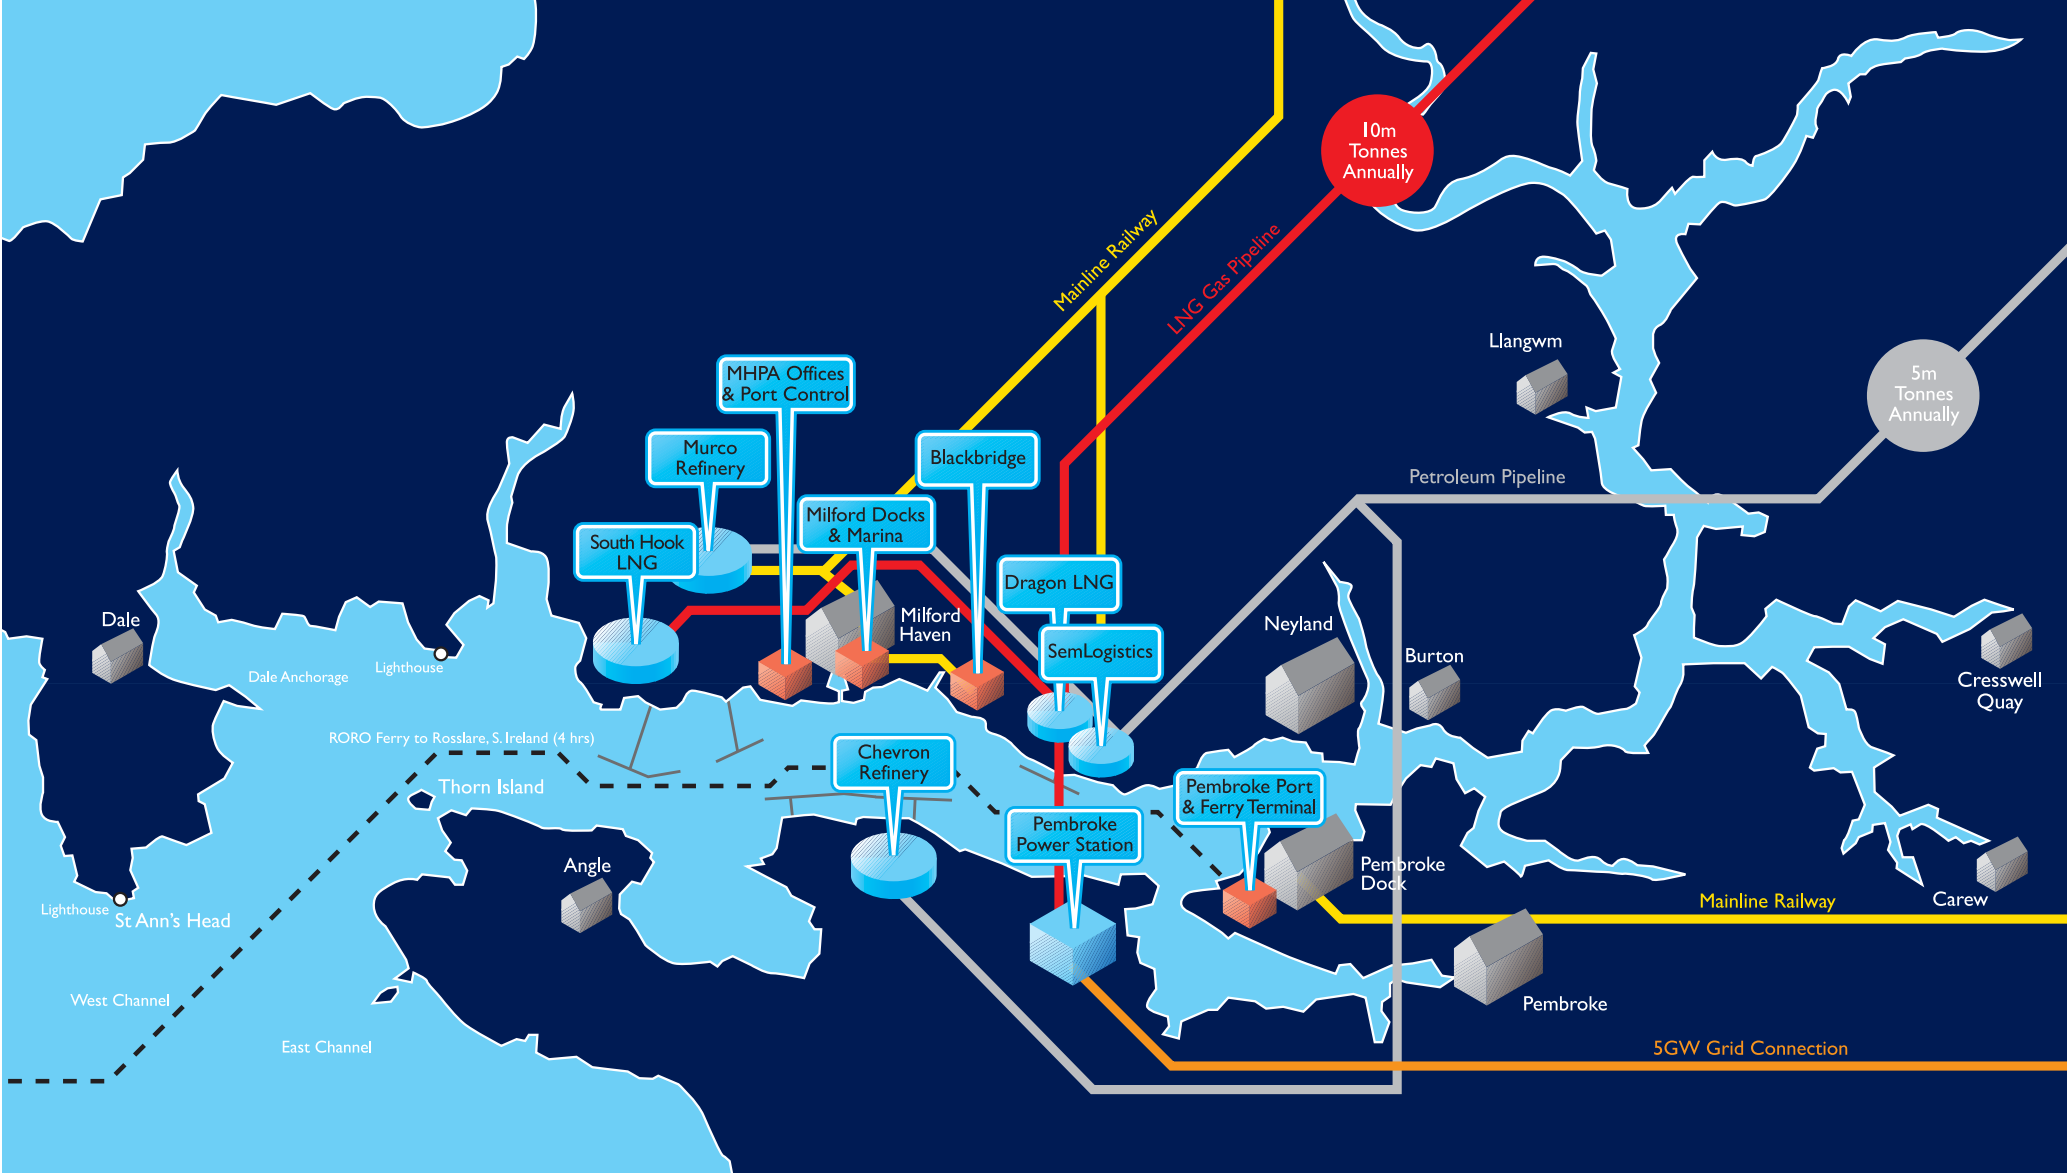 10m
Tonnes
Annually
Mainline Railway
LNG Gas Pipeline
Llangwm
5m
Tonnes
Annually
MHPA Offices
& Port Control
Murco
Refinery
Blackbridge
Petroleum Pipeline
Milford Docks
& Marina
South Hook
LNG
Dragon LNG
Dale
Milford
Haven
Neyland
SemLogistics
Burton
Lighthouse
Dale Anchorage
Cresswell
Quay
RORO Ferry to Rosslare, S. Ireland (4 hrs)
Thorn Island
Chevron
Refinery
Pembroke Port
& Ferry Terminal
Pembroke
Power Station
Angle
Pembroke
Dock
Mainline Railway
Carew
Lighthouse
St Ann's Head
West Channel
Pembroke
East Channel
5GW Grid Connection